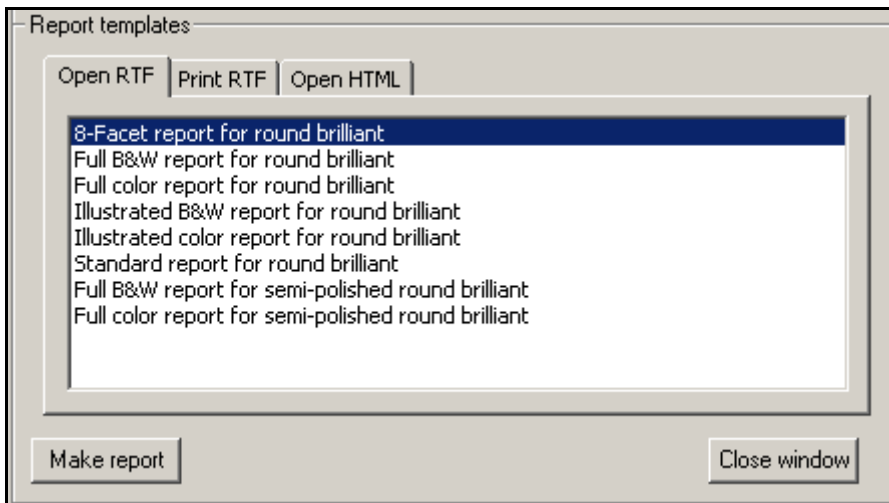 Report templates
Open RTF Print RTF Open HTML
8-Facet report for round brilliant
Full B&W report for round brilliant
Full color report for round brilliant
Illustrated B&W report for round brilliant
Illustrated color report for round brilliant
Standard report for round brilliant
Full B&W report for semi-polished round brilliant
Full color report for semi-polished round brilliant
Make report Close window